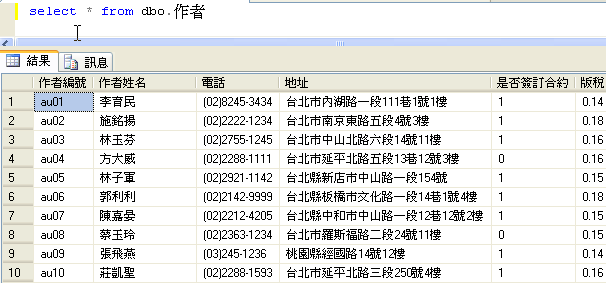 select * from dbo.作者
結果 訊息
作者編號 作者姓名 電話 地址 是否簽訂合約 版稅
1 au01 李育民 (02)8245-3434 台北市內湖路一段111巷1號1樓 1 0.14
2 au02 施銘揚 (02)2222-1234 台北市南京東路五段4號3樓 1 0.18
3 au03 林玉芬 (02)2755-1245 台北市中山北路六段14號11樓 1 0.16
4 au04 方大威 (02)2288-1111 台北市延平北路五段13巷12號3樓 0 0.16
5 au05 林子軍 (02)2921-1142 台北縣新店市中山路一段154號 1 0.15
6 au06 郭利利 (02)2142-9999 台北縣板橋市文化路一段14巷1號4樓 1 0.18
7 au07 陳嘉晏 (02)2212-4205 台北縣中和市中山路一段12巷12號2樓 1 0.15
8 au08 蔡玉玲 (02)2363-1234 台北市羅斯福路二段24號11樓 0 0.15
9 au09 張飛燕 (03)245-1236 桃園縣經國路14號12樓 1 0.14
10 au10 莊凱聖 (02)2288-1593 台北市延平北路三段250號4樓 1 0.16